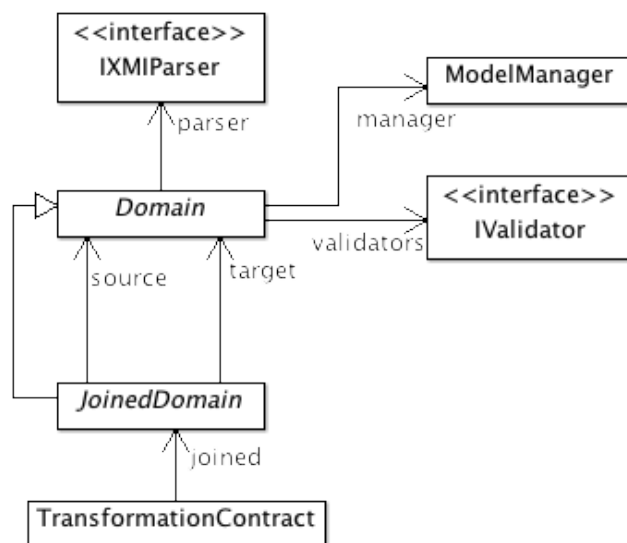 <<interface>>
IXMIParser
ModelManager
parser
manager
Domain
<<interface>>
IValidator
validators
source
target
JoinedDomain
joined
TransformationContract